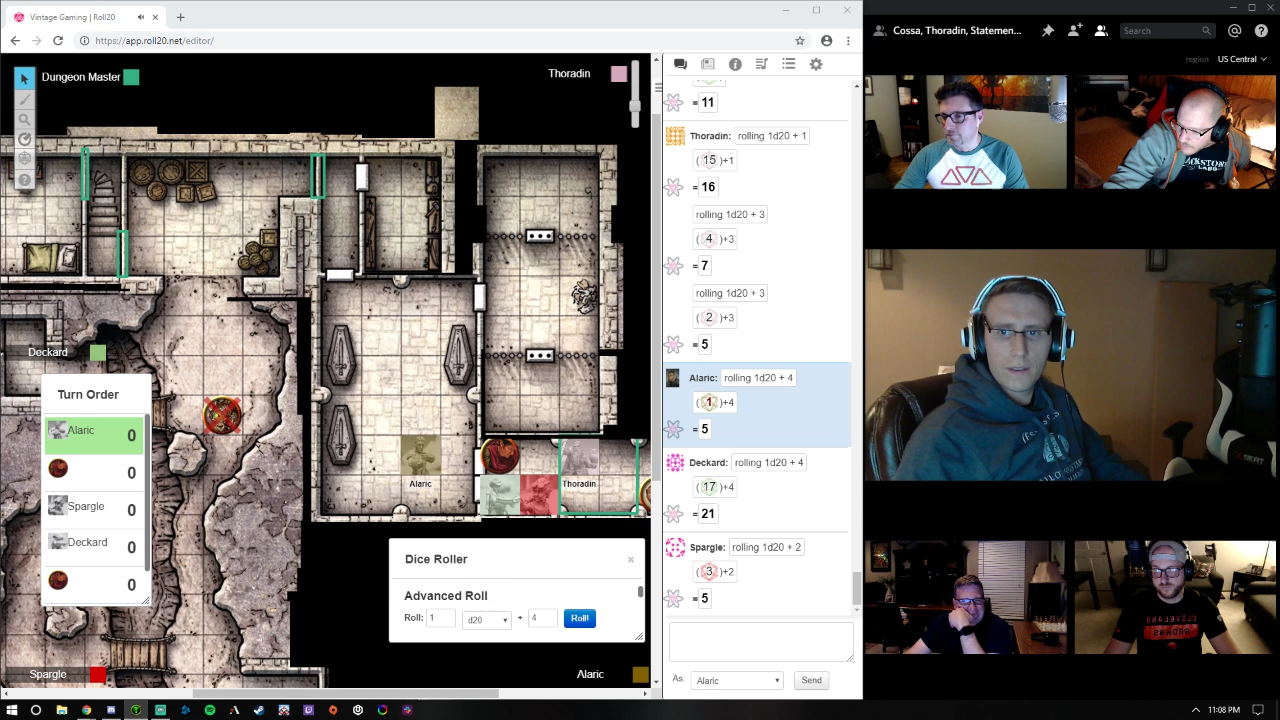 Vintage Gaming | Roll20
https://app.roll20.net/editor/
Dungeon Master
Thoradin
Deckard
Turn Order
Alaric
0
0
Spargle
0
Deckard
0
0
Alaric
Thoradin
Dice Roller
×
Advanced Roll
Roll:
1
d20
+
4
Roll!
Spargle
Alaric
= 11
Thoradin: rolling 1d20 + 1
(15)+1
= 16
rolling 1d20 + 3
(4)+3
= 7
rolling 1d20 + 3
(2)+3
= 5
Alaric: rolling 1d20 + 4
(1)+4
= 5
Deckard: rolling 1d20 + 4
(17)+4
= 21
Spargle: rolling 1d20 + 2
(3)+2
= 5
As: Alaric
Send
Cossa, Thoradin, Statemen...
Search
region US Central
BLACKSTONE
LABS
CLEVELAND
BROWNS
11:08 PM